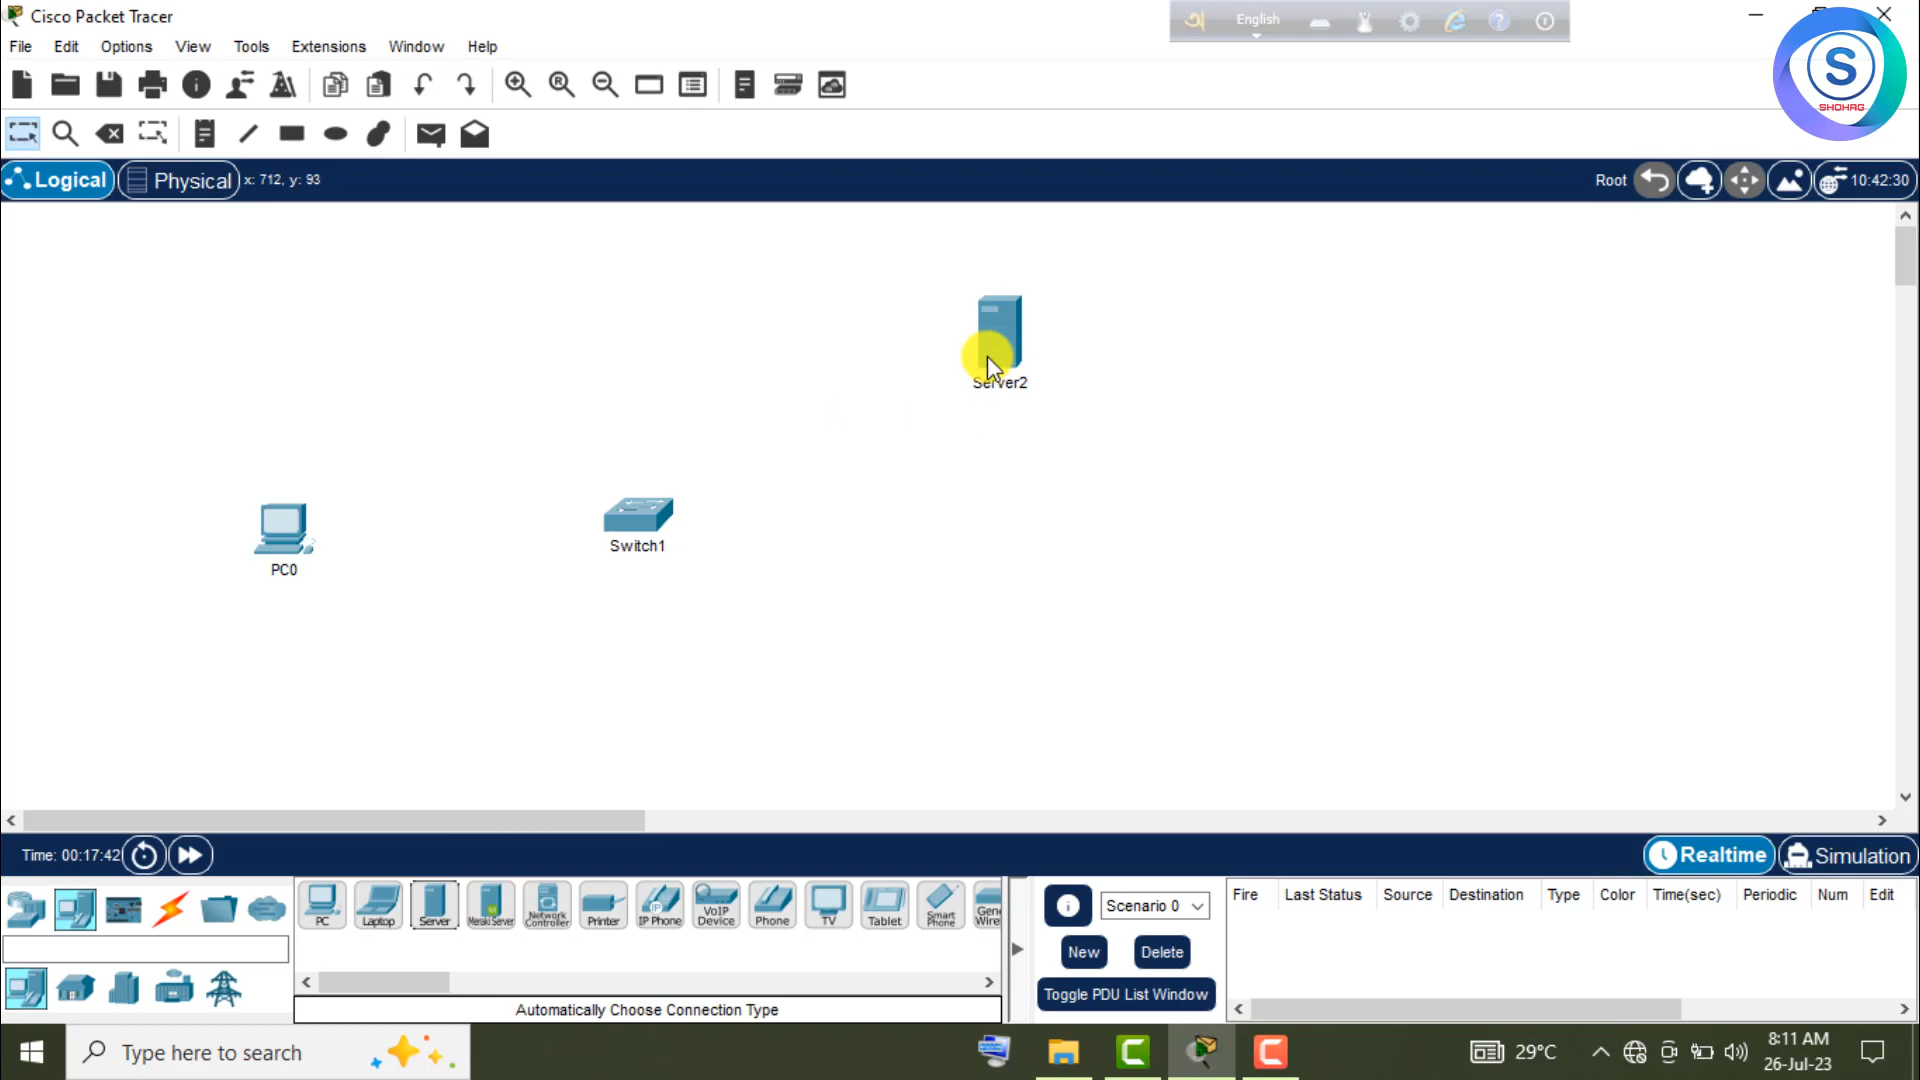 Cisco Packet Tracer
English
File Edit Options View Tools Extensions Window Help
S
SHOHAG
Logical Physical x: 712, y: 93 Root 10:42:30
Server2
PC0
Switch1
Time: 00:17:42 Realtime Simulation
PC Laptop Server Meraki Server Network Controller Printer IP Phone VoIP Device Phone TV Tablet Smart Phone
Scenario 0
New Delete
Toggle PDU List Window
Fire Last Status Source Destination Type Color Time(sec) Periodic Num Edit
Automatically Choose Connection Type
Type here to search
29°C
8:11 AM
26-Jul-23